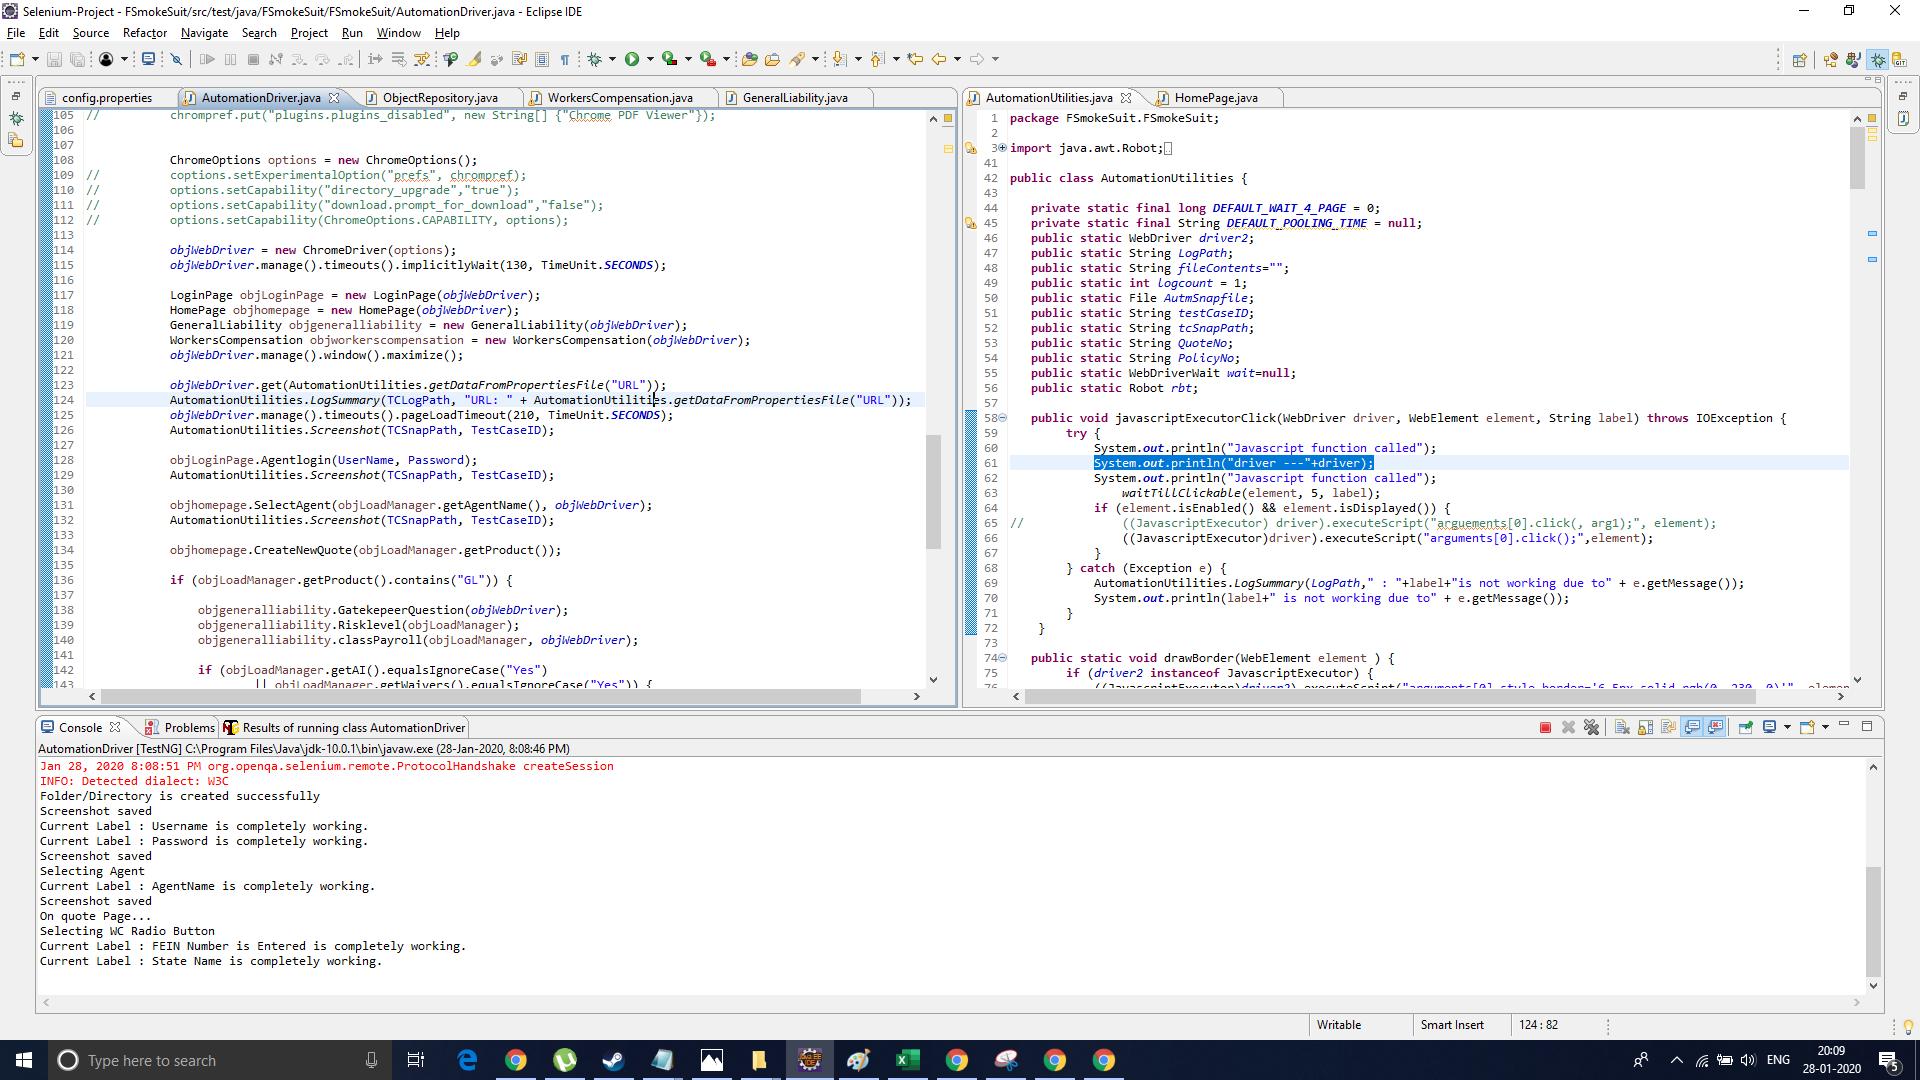 Selenium-Project - FSmokeSuit/src/test/java/FSmokeSuit/FSmokeSuit/AutomationDriver.java - Eclipse IDE
File Edit Source Refactor Navigate Search Project Run Window Help
config.properties AutomationDriver.java ObjectRepository.java WorkersCompensation.java GeneralLiability.java
105 // chrompref.put("plugins.plugins_disabled", new String[] {"Chrome PDF Viewer"});
106
107
108 ChromeOptions options = new ChromeOptions();
109 // coptions.setExperimentalOption("prefs", chrompref);
110 // options.setCapability("directory_upgrade","true");
111 // options.setCapability("download.prompt_for_download","false");
112 // options.setCapability(ChromeOptions.CAPABILITY, options);
113
114 objWebDriver = new ChromeDriver(options);
115 objWebDriver.manage().timeouts().implicitlyWait(130, TimeUnit.SECONDS);
116
117 LoginPage objLoginPage = new LoginPage(objWebDriver);
118 HomePage objhomepage = new HomePage(objWebDriver);
119 GeneralLiability objgeneralliability = new GeneralLiability(objWebDriver);
120 WorkersCompensation objworkerscompensation = new WorkersCompensation(objWebDriver);
121 objWebDriver.manage().window().maximize();
122
123 objWebDriver.get(AutomationUtilities.getDataFromPropertiesFile("URL"));
124 AutomationUtilities.LogSummary(TCLogPath, "URL: " + AutomationUtilities.getDataFromPropertiesFile("URL"));
125 objWebDriver.manage().timeouts().pageLoadTimeout(210, TimeUnit.SECONDS);
126 AutomationUtilities.Screenshot(TCSnapPath, TestCaseID);
127
128 objLoginPage.Agentlogin(UserName, Password);
129 AutomationUtilities.Screenshot(TCSnapPath, TestCaseID);
130
131 objhomepage.SelectAgent(objLoadManager.getAgentName(), objWebDriver);
132 AutomationUtilities.Screenshot(TCSnapPath, TestCaseID);
133
134 objhomepage.CreateNewQuote(objLoadManager.getProduct());
135
136 if (objLoadManager.getProduct().contains("GL")) {
137
138 objgeneralliability.GatekepeerQuestion(objWebDriver);
139 objgeneralliability.Risklevel(objLoadManager);
140 objgeneralliability.classPayroll(objLoadManager, objWebDriver);
141
142 if (objLoadManager.getAI().equalsIgnoreCase("Yes")
143 || objLoadManager.getWaivers().equalsIgnoreCase("Yes")) {
AutomationUtilities.java HomePage.java
1 package FSmokeSuit.FSmokeSuit;
2
3 import java.awt.Robot;
41
42 public class AutomationUtilities {
43
44 private static final long DEFAULT_WAIT_4_PAGE = 0;
45 private static final String DEFAULT_POOLING_TIME = null;
46 public static WebDriver driver2;
47 public static String LogPath;
48 public static String fileContents="";
49 public static int logcount = 1;
50 public static File AutmSnapfile;
51 public static String testCaseID;
52 public static String tcSnapPath;
53 public static String QuoteNo;
54 public static String PolicyNo;
55 public static WebDriverWait wait=null;
56 public static Robot rbt;
57
58 public void javascriptExecutorClick(WebDriver driver, WebElement element, String label) throws IOException {
59 try {
60 System.out.println("Javascript function called");
61 System.out.println("driver ---"+driver);
62 System.out.println("Javascript function called");
63 waitTillClickable(element, 5, label);
64 if (element.isEnabled() && element.isDisplayed()) {
65 // ((JavascriptExecutor) driver).executeScript("arguements[0].click(, arg1);", element);
66 ((JavascriptExecutor)driver).executeScript("arguments[0].click();",element);
67 }
68 } catch (Exception e) {
69 AutomationUtilities.LogSummary(LogPath," : "+label+"is not working due to" + e.getMessage());
70 System.out.println(label+" is not working due to" + e.getMessage());
71 }
72 }
73
74 public static void drawBorder(WebElement element ) {
75 if (driver2 instanceof JavascriptExecutor) {
76
Console Problems Results of running class AutomationDriver
AutomationDriver [TestNG] C:\Program Files\Java\jdk-10.0.1\bin\javaw.exe (28-Jan-2020, 8:08:46 PM)
Jan 28, 2020 8:08:51 PM org.openqa.selenium.remote.ProtocolHandshake createSession
INFO: Detected dialect: W3C
Folder/Directory is created successfully
Screenshot saved
Current Label : Username is completely working.
Current Label : Password is completely working.
Screenshot saved
Selecting Agent
Current Label : AgentName is completely working.
Screenshot saved
On quote Page...
Selecting WC Radio Button
Current Label : FEIN Number is Entered is completely working.
Current Label : State Name is completely working.
Writable Smart Insert 124 : 82
Type here to search
ENG 20:09
28-01-2020
5